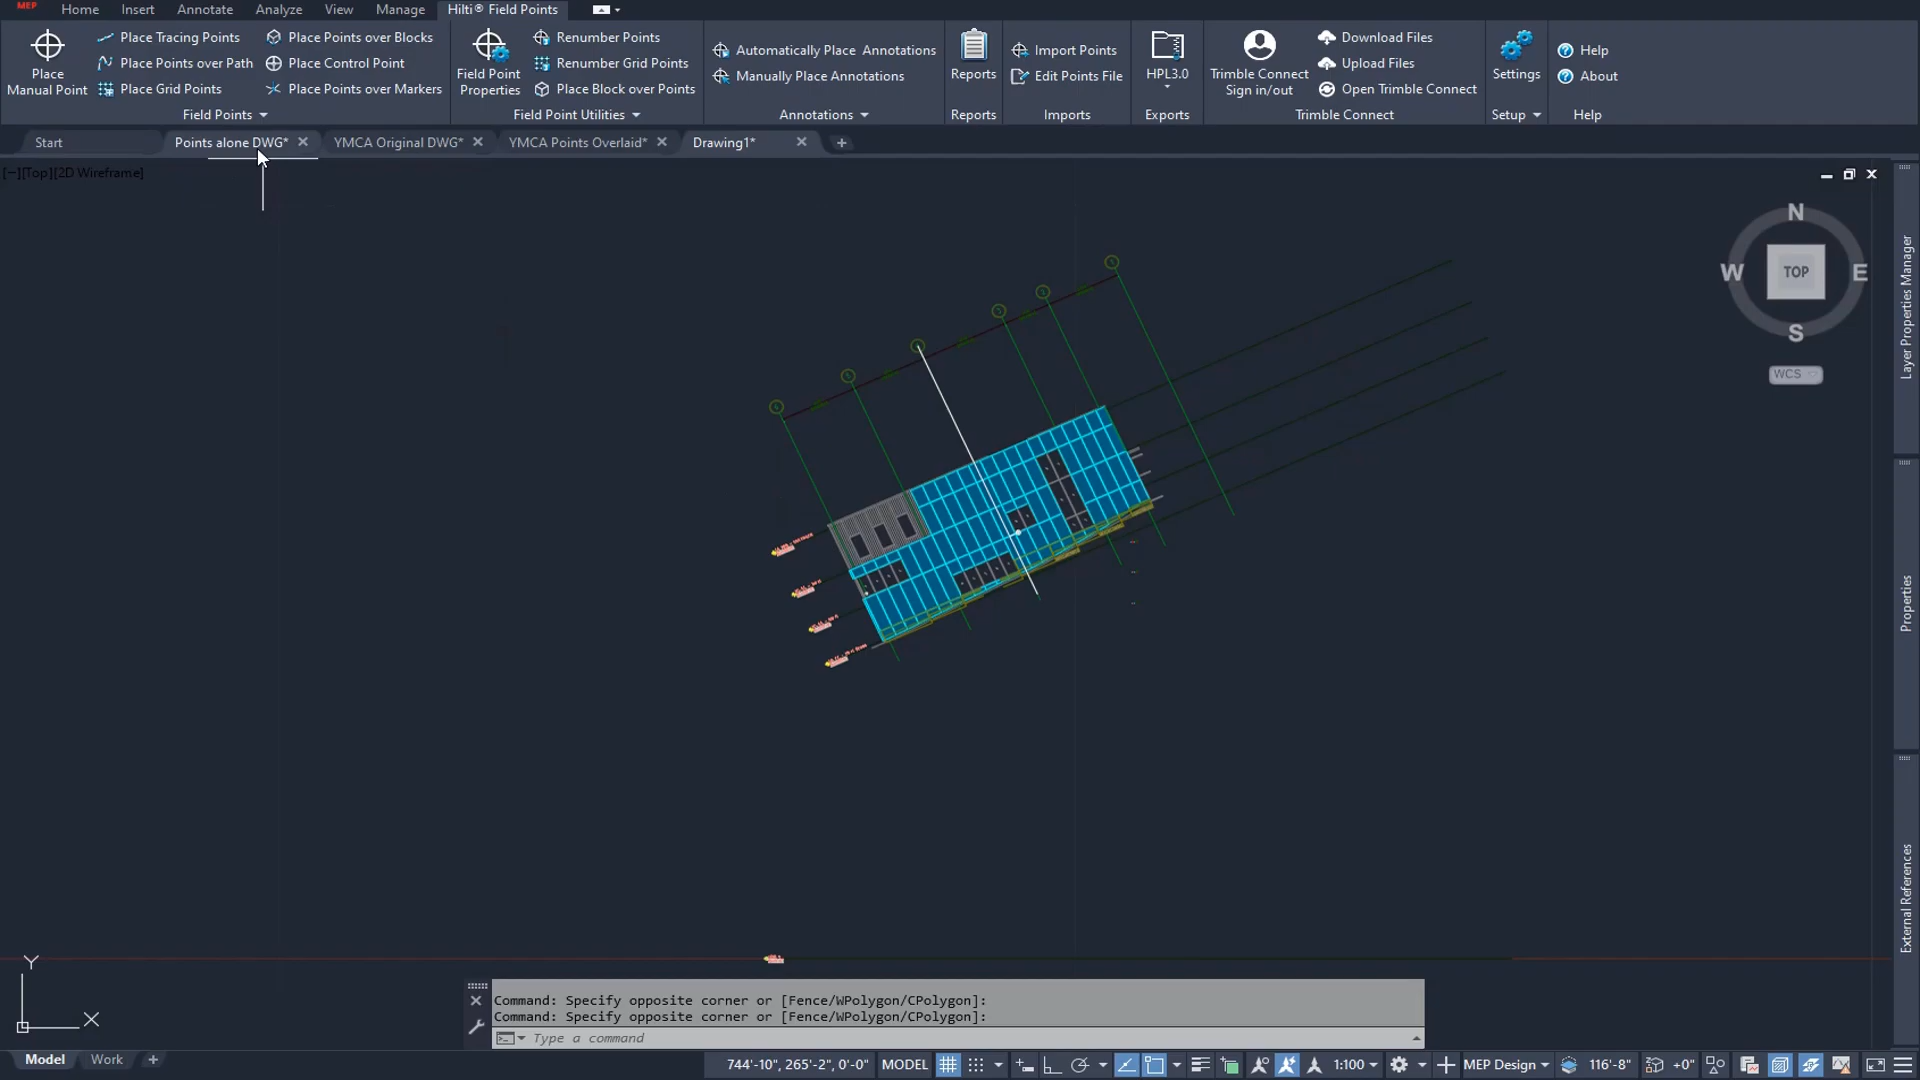 MEP
Home
Insert
Annotate
Analyze
View
Manage
Hilti® Field Points
Place
Manual Point
Place Tracing Points
Place Points over Path
Place Grid Points
Place Points over Blocks
Place Control Point
Place Points over Markers
Field Points
Field Point
Properties
Renumber Points
Renumber Grid Points
Place Block over Points
Field Point Utilities
Automatically Place Annotations
Manually Place Annotations
Annotations
Reports
Reports
Import Points
Edit Points File
Imports
HPL3.0
Exports
Trimble Connect
Sign in/out
Download Files
Upload Files
Open Trimble Connect
Trimble Connect
Settings
Setup
Help
About
Help
Start
Points alone DWG*
YMCA Original DWG*
YMCA Points Overlaid*
Drawing1*
[−][Top][2D Wireframe]
N
W
TOP
E
S
WCS
Layer Properties Manager
Properties
External References
Y
X
Command: Specify opposite corner or [Fence/WPolygon/CPolygon]:
Command: Specify opposite corner or [Fence/WPolygon/CPolygon]:
Type a command
Model
Work
744'-10", 265'-2", 0'-0"
MODEL
1:100
MEP Design
116'-8"
+0"